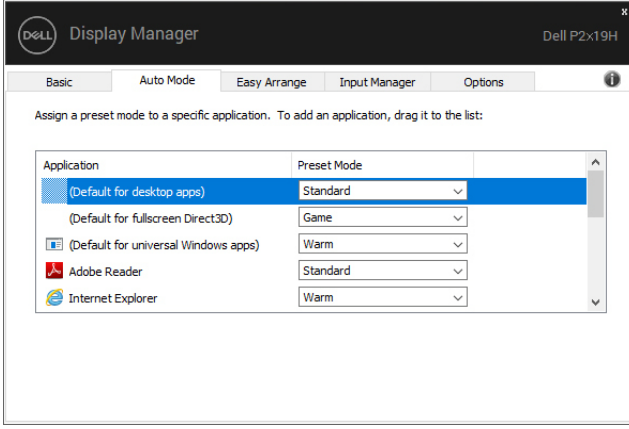 DELL Display Manager
x
Dell P2x19H
Basic Auto Mode Easy Arrange Input Manager Options
Assign a preset mode to a specific application. To add an application, drag it to the list:
Application Preset Mode
(Default for desktop apps) Standard
(Default for fullscreen Direct3D) Game
(Default for universal Windows apps) Warm
Adobe Reader Standard
Internet Explorer Warm